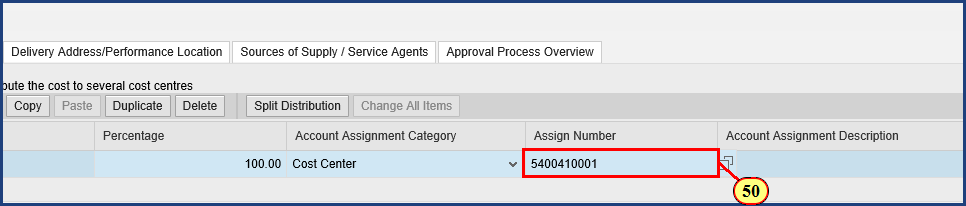 Delivery Address/Performance Location Sources of Supply / Service Agents Approval Process Overview
bute the cost to several cost centres
Copy Paste Duplicate Delete Split Distribution Change All Items
Percentage Account Assignment Category Assign Number Account Assignment Description
100.00 Cost Center 5400410001
50